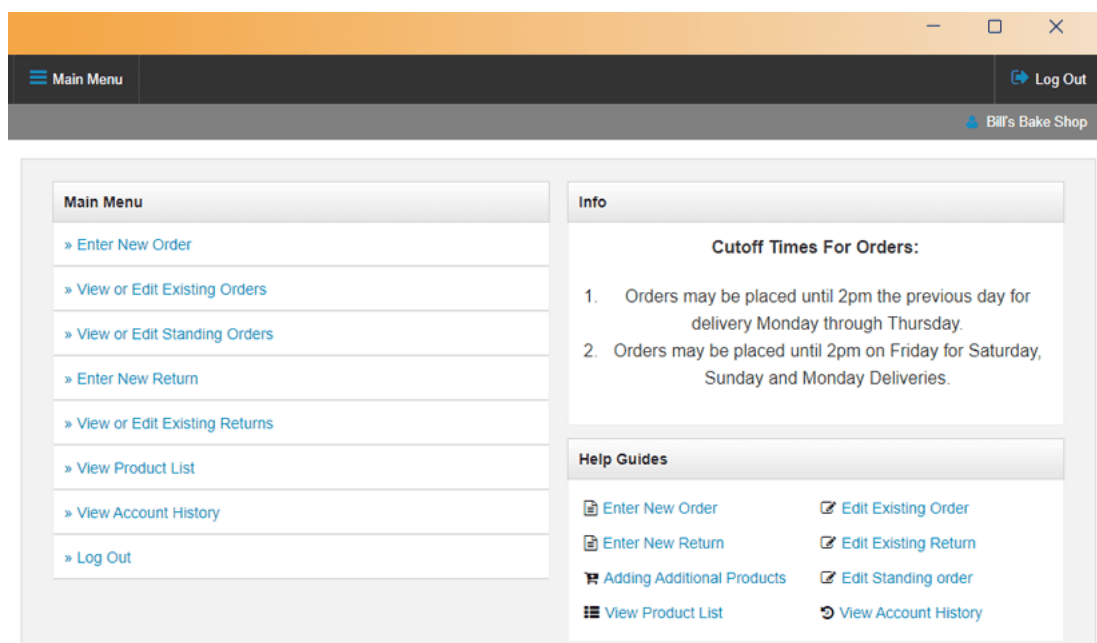 Main Menu
Log Out
Bill's Bake Shop
Main Menu
» Enter New Order
» View or Edit Existing Orders
» View or Edit Standing Orders
» Enter New Return
» View or Edit Existing Returns
» View Product List
» View Account History
» Log Out
Info
Cutoff Times For Orders:
1. Orders may be placed until 2pm the previous day for
delivery Monday through Thursday.
2. Orders may be placed until 2pm on Friday for Saturday,
Sunday and Monday Deliveries.
Help Guides
Enter New Order
Edit Existing Order
Enter New Return
Edit Existing Return
Adding Additional Products
Edit Standing order
View Product List
View Account History